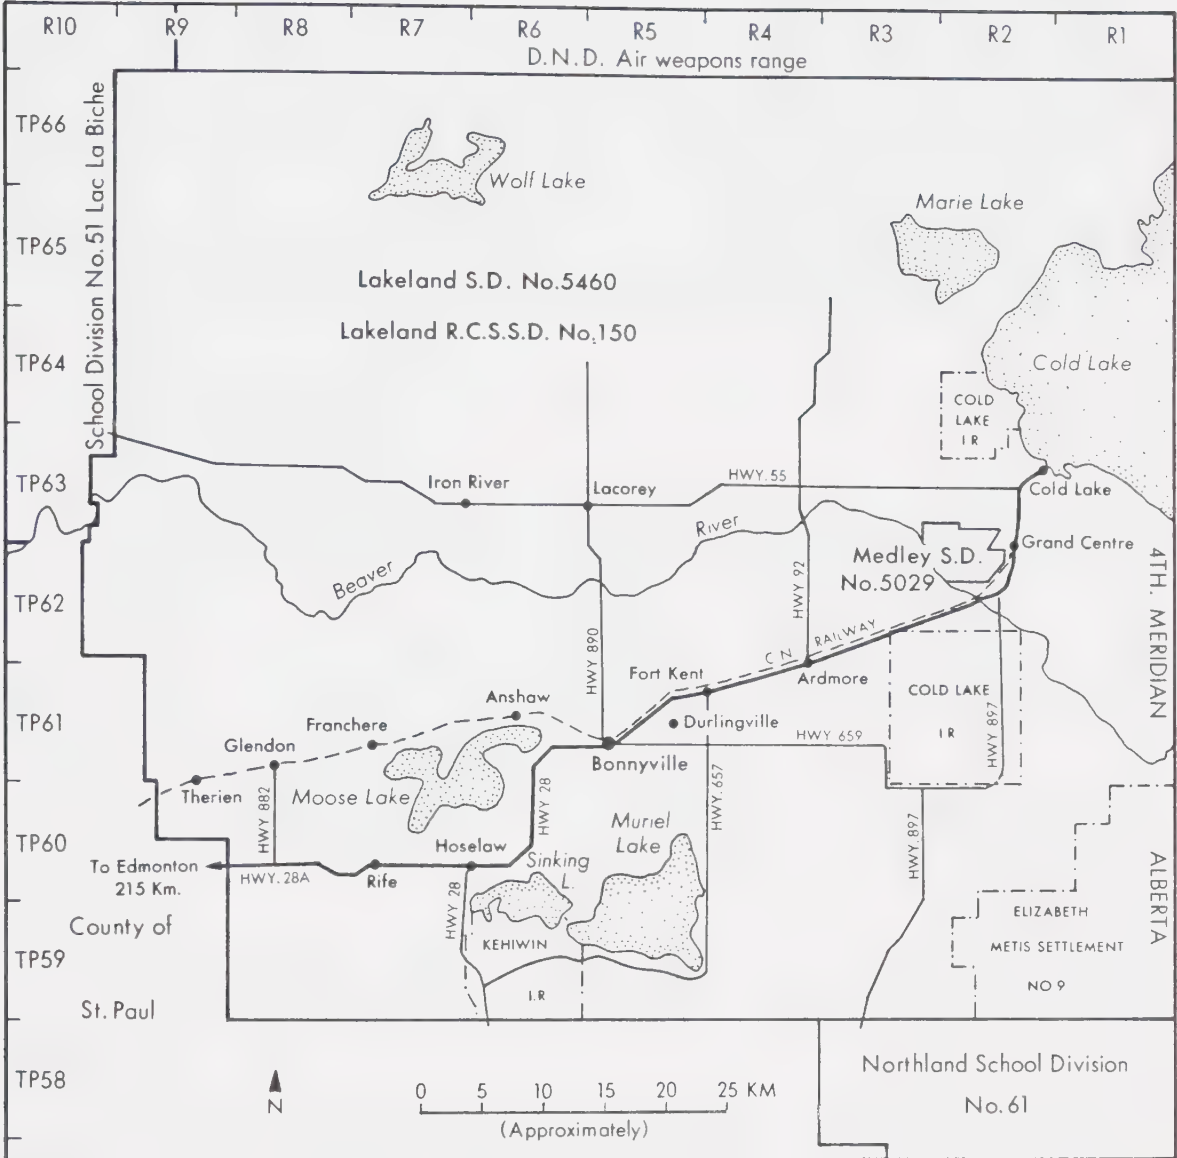 R10 R9 R8 R7 R6 R5 R4 R3 R2 R1
D.N.D. Air weapons range
TP66
School Division No.51 Lac La Biche
Wolf Lake
Marie Lake
TP65
Lakeland S.D. No.5460
Lakeland R.C.S.S.D. No.150
TP64
Cold Lake
COLD
LAKE
I R
TP63
Iron River
Lacorey
HWY.55
Cold Lake
River
Grand Centre
Beaver
Medley S.D.
No.5029
4TH. MERIDIAN
TP62
HWY 92
HWY 890
C N RAILWAY
Fort Kent
Ardmore
COLD LAKE
I R
HWY 897
TP61
Anshaw
Franchere
Durlingville
Glendon
HWY 659
Bonnyville
Therien
Moose Lake
HWY 882
HWY 28
HWY.657
Muriel
Lake
HWY.897
TP60
Hoselaw
Sinking
L.
To Edmonton
215 Km.
HWY.28A
Rife
ALBERTA
County of
HWY 28
KEHIWIN
I.R
ELIZABETH
METIS SETTLEMENT
NO 9
TP59
St. Paul
TP58
N
0 5 10 15 20 25 KM
(Approximately)
Northland School Division
No.61